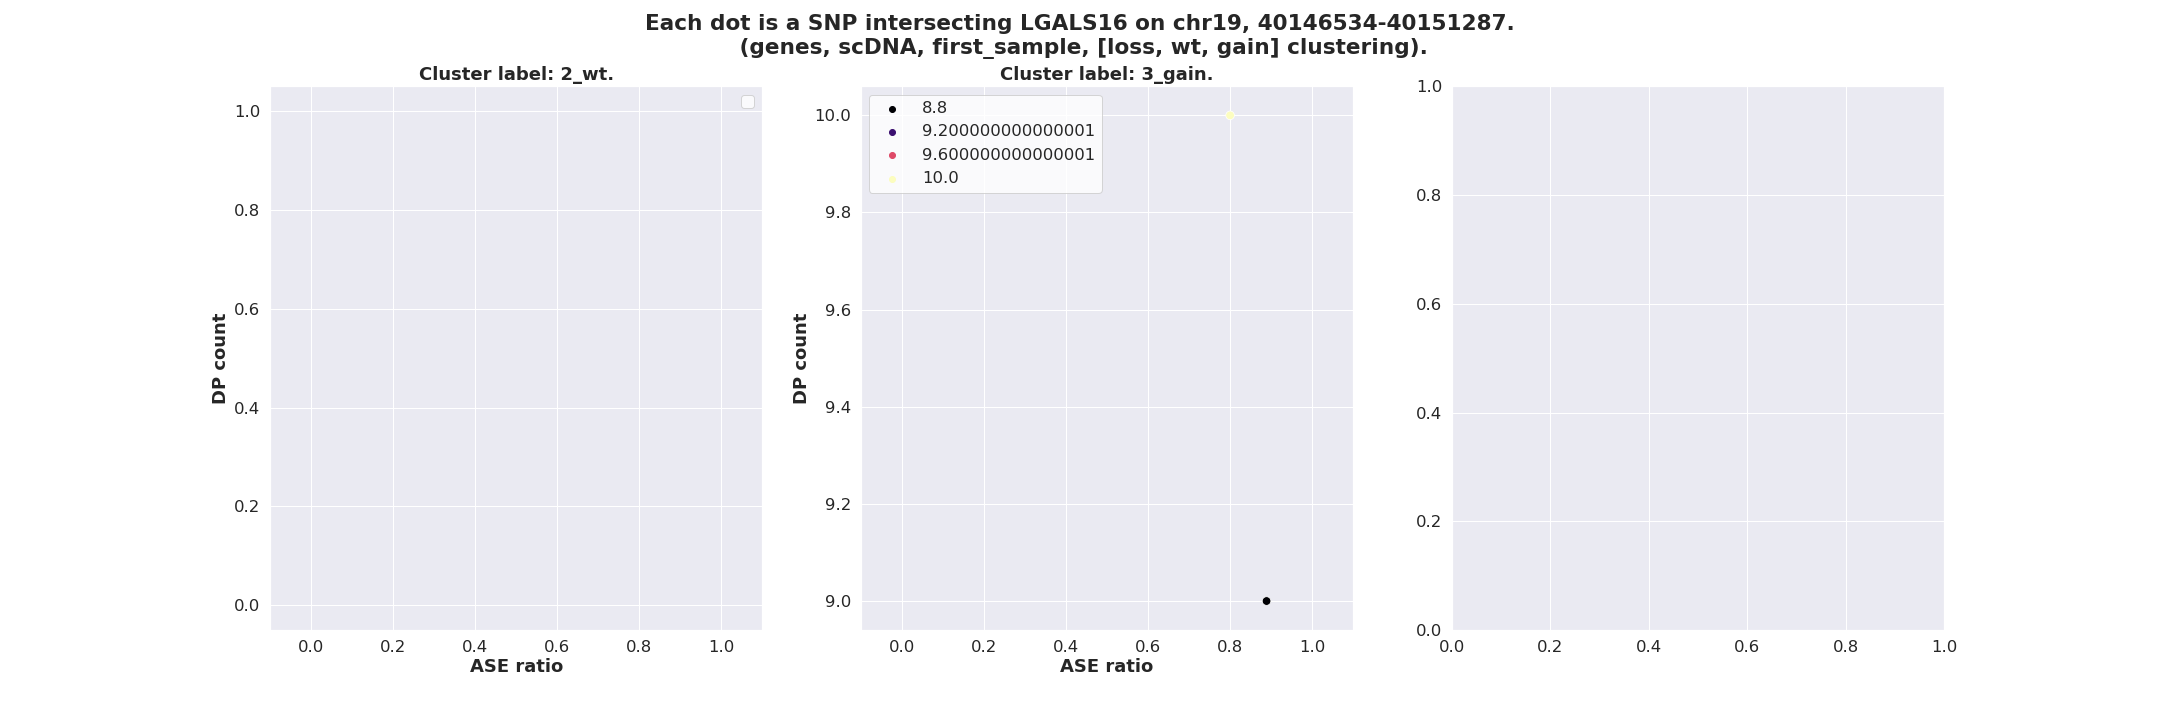 Each dot is a SNP intersecting LGALS16 on chr19, 40146534-40151287.
(genes, scDNA, first_sample, [loss, wt, gain] clustering).
Cluster label: 2_wt.
1.0
0.8
0.6
0.4
0.2
0.0
DP count
0.0 0.2 0.4 0.6 0.8 1.0
ASE ratio
Cluster label: 3_gain.
8.8
9.200000000000001
9.600000000000001
10.0
10.0
9.8
9.6
9.4
9.2
9.0
DP count
0.0 0.2 0.4 0.6 0.8 1.0
ASE ratio
1.0
0.8
0.6
0.4
0.2
0.0
0.0 0.2 0.4 0.6 0.8 1.0